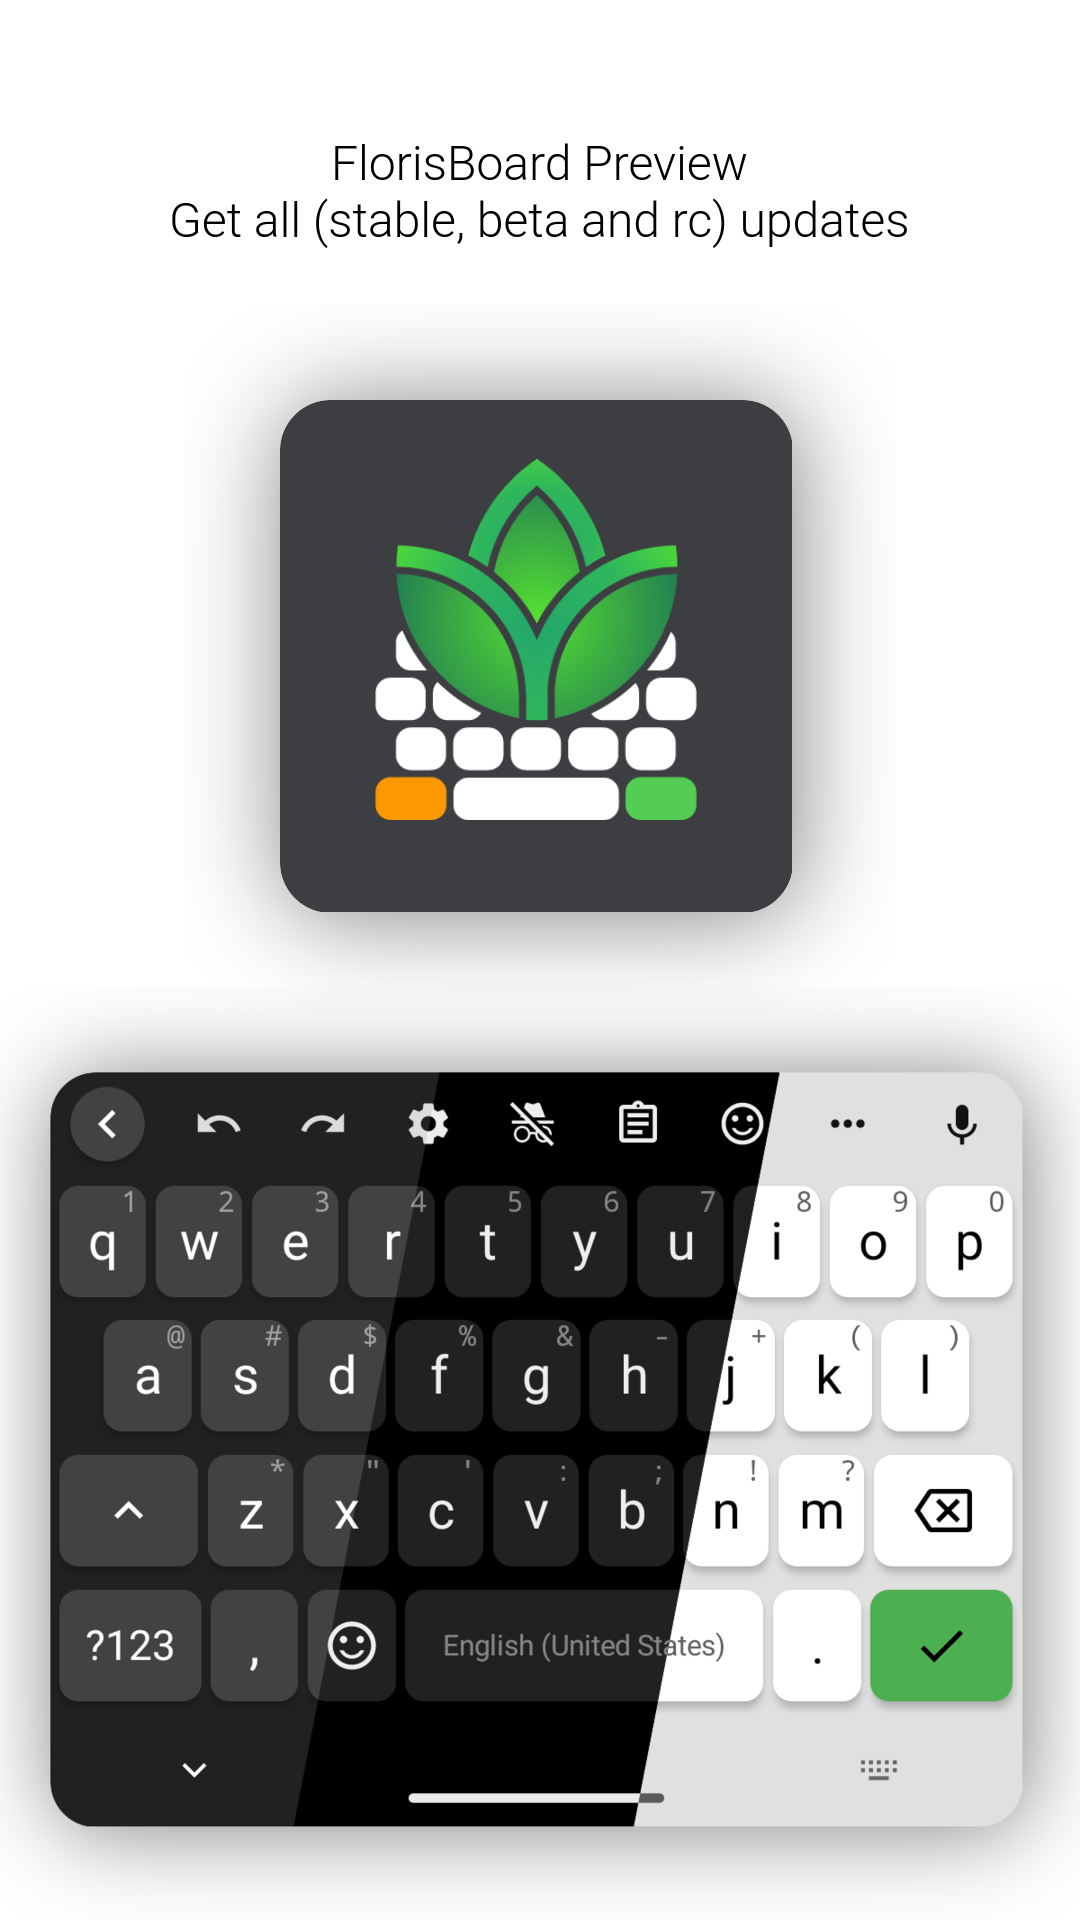 FlorisBoard Preview
Get all (stable, beta and rc) updates
1 2 3 4 5 6 7 8 9 0
q w e r t y u i o p
@ # $ % & - + ( )
a s d f g h j k l
* " ' : ; ! ?
z x c v b n m
?123 , English (United States) .